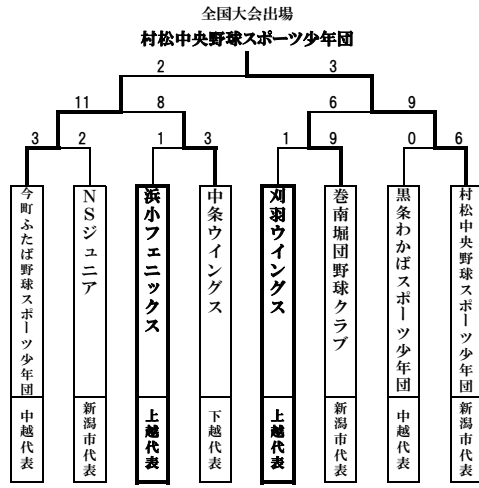 全国大会出場
村松中央野球スポーツ少年団
2 3
11 8 6 9
3 2 1 3 1 9 0 6
今町ふたば野球スポーツ少年団
NSジュニア
浜小フェニックス
中条ウイングス
刈羽ウイングス
巻南堀団野球クラブ
黒条わかばスポーツ少年団
村松中央野球スポーツ少年団
中越代表
新潟市代表
上越代表
下越代表
上越代表
新潟市代表
中越代表
新潟市代表